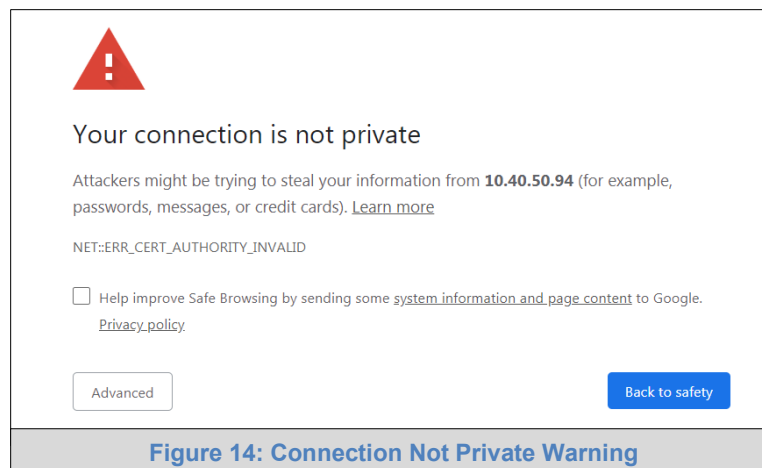 Your connection is not private
Attackers might be trying to steal your information from 10.40.50.94 (for example,
passwords, messages, or credit cards). Learn more
NET::ERR_CERT_AUTHORITY_INVALID
Help improve Safe Browsing by sending some system information and page content to Google.
Privacy policy
Advanced
Back to safety
Figure 14: Connection Not Private Warning